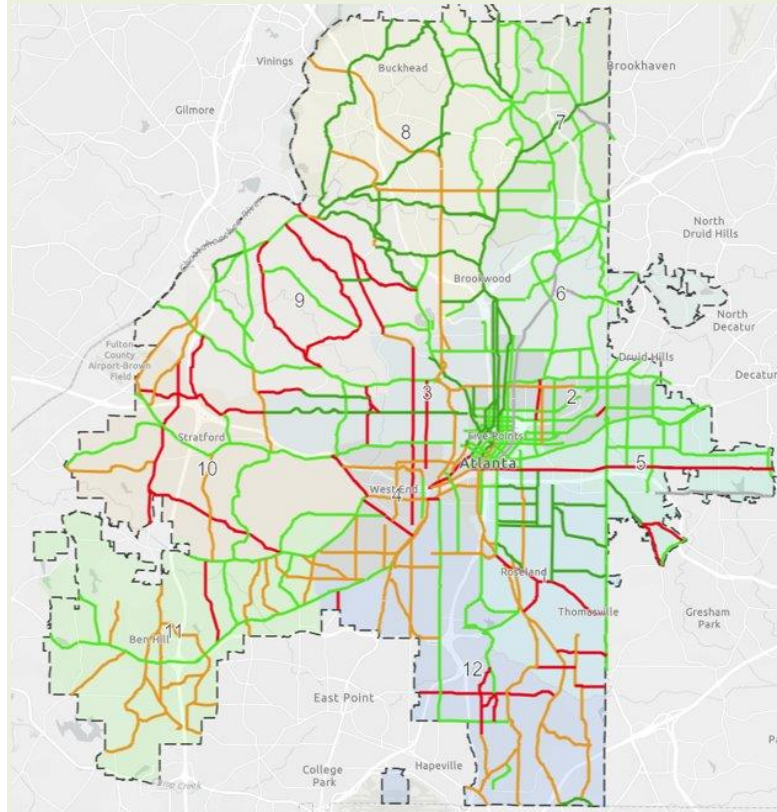 Vinings
Buckhead
Brookhaven
Gilmore
7
8
North
Druid Hills
Brookwood
6
9
North
Decatur
Fulton
County
Airport-Brown
Field
Druid Hills
Decatur
3
2
Stratford
Five Points
Atlanta
5
10
West End
4
Roseland
Thomasville
Gresham
Park
11
Ben Hill
12
East Point
College
Park
Hapeville